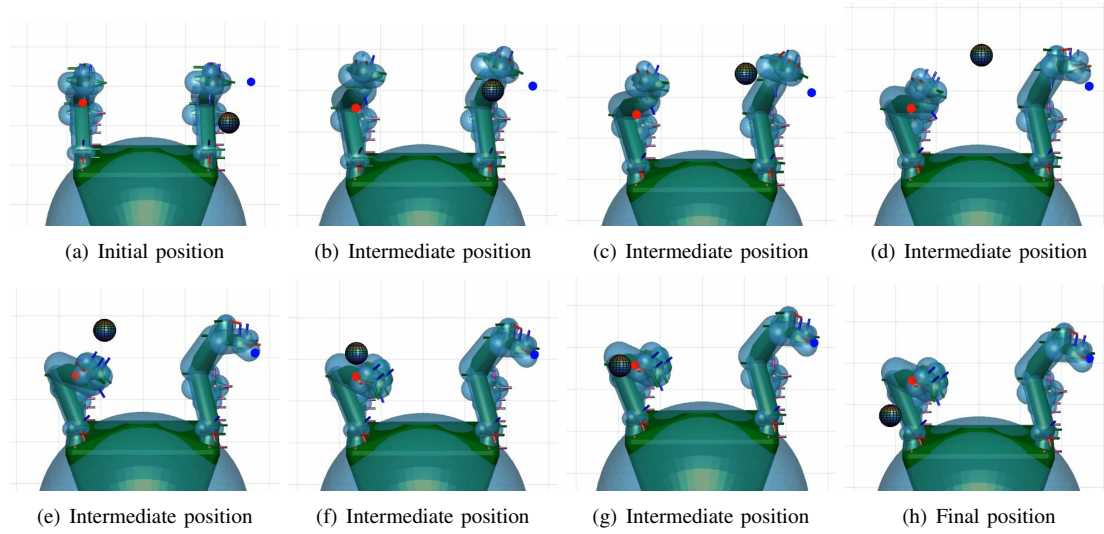 (a) Initial position
(b) Intermediate position
(c) Intermediate position
(d) Intermediate position
(e) Intermediate position
(f) Intermediate position
(g) Intermediate position
(h) Final position